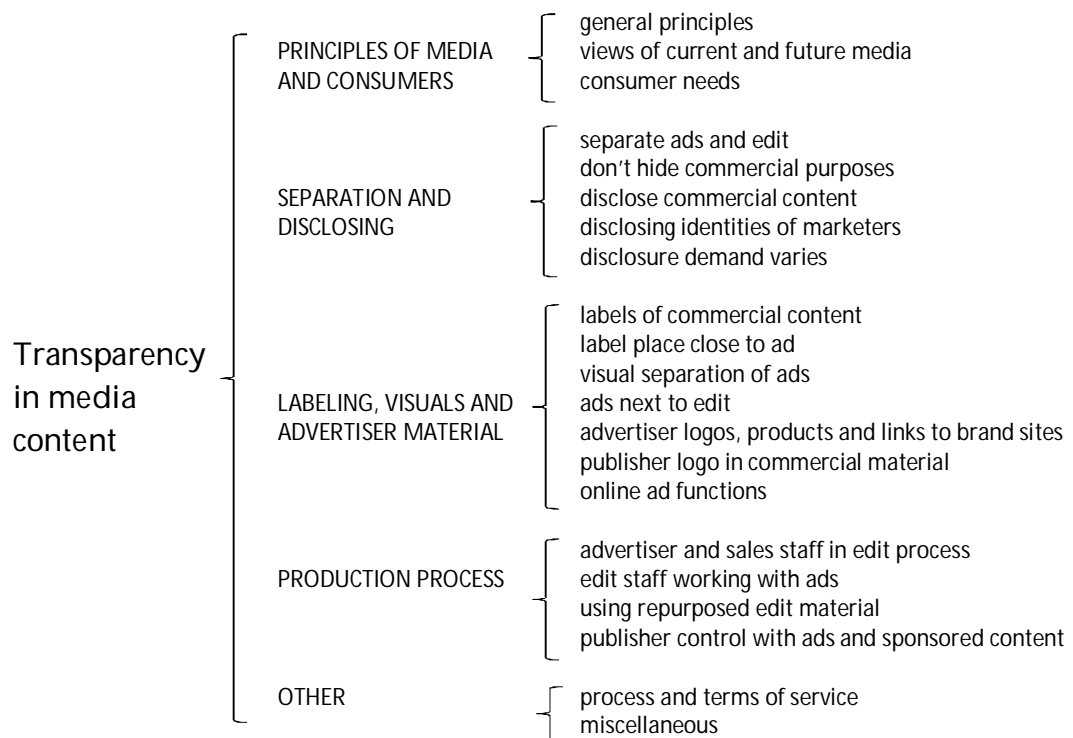 Transparency
in media
content
PRINCIPLES OF MEDIA
AND CONSUMERS
general principles
views of current and future media
consumer needs
SEPARATION AND
DISCLOSING
separate ads and edit
don't hide commercial purposes
disclose commercial content
disclosing identities of marketers
disclosure demand varies
LABELING, VISUALS AND
ADVERTISER MATERIAL
labels of commercial content
label place close to ad
visual separation of ads
ads next to edit
advertiser logos, products and links to brand sites
publisher logo in commercial material
online ad functions
PRODUCTION PROCESS
advertiser and sales staff in edit process
edit staff working with ads
using repurposed edit material
publisher control with ads and sponsored content
OTHER
process and terms of service
miscellaneous